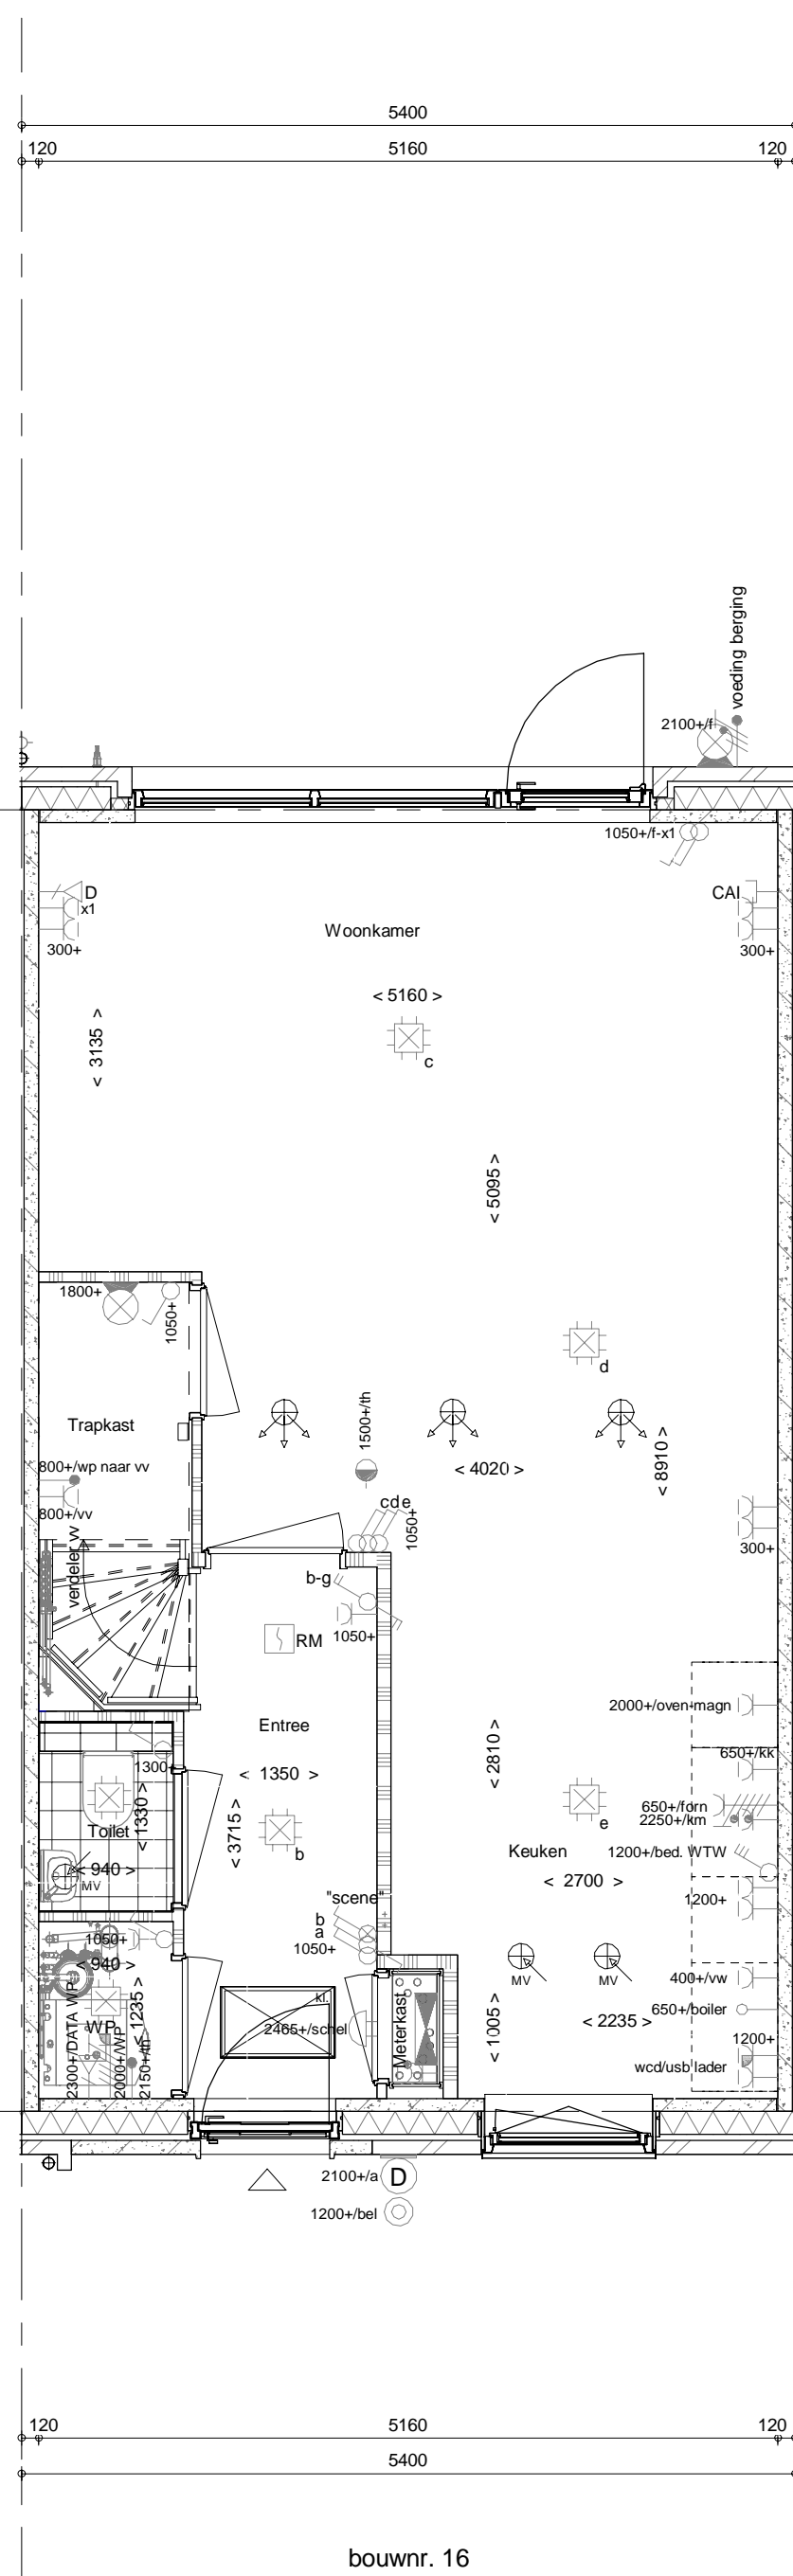 5400
120 5160 120
voeding berging
2100+/f
1050+/f-x1
D
x1
300+
CAI
300+
Woonkamer
< 5160 >
c
< 3135 >
< 5095 >
1800+
1050+
d
Trapkast
1500+/th
< 4020 >
< 8910 >
800+/wp naar vv
800+/vv
cde
1050+
300+
verdeler vv
b-g
1050+
RM
2000+/oven-magn
Entree
1300+
< 1350 >
< 2810 >
650+/kk
< 1330 >
650+/forn
2250+/km
Toilet
< 3715 >
b
e
Keuken
1200+/bed. WTW
< 940 >
MV
< 2700 >
1200+
"scene"
b
a
1050+
1050+
< 940 >
MV
MV
400+/vw
kl.
650+/boiler
< 1235 >
WP
2465+/schel
Meterkast
< 1005 >
< 2235 >
1200+
wcd/usb lader
2300+/DATA WP
2000+/WP
2150+/th
2100+/a
D
1200+/bel
120 5160 120
5400
bouwnr. 16